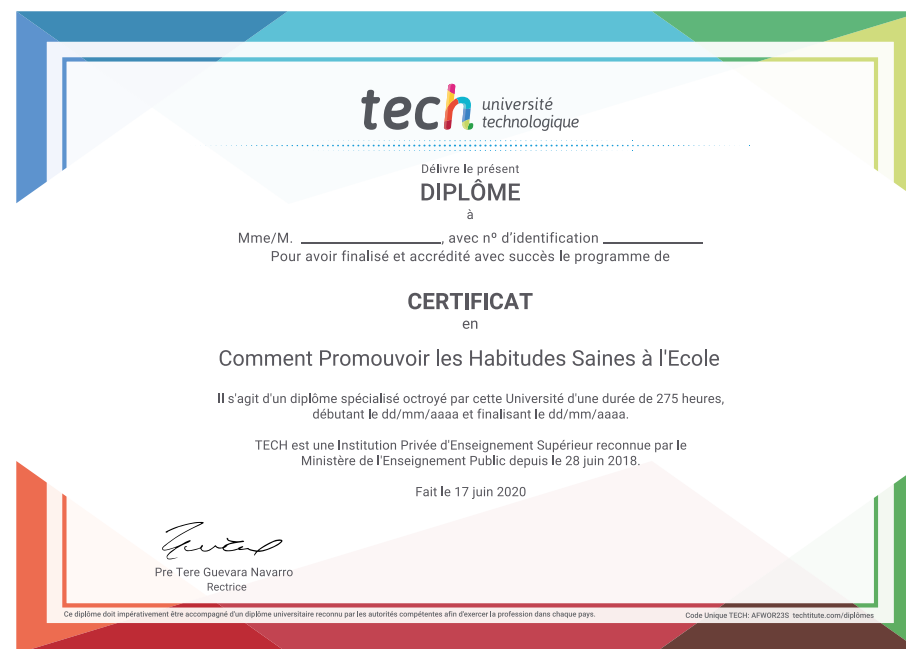 tech université
technologique
Délivre le présent
DIPLÔME
à
Mme/M. ____________________, avec nº d'identification ______________
Pour avoir finalisé et accrédité avec succès le programme de
CERTIFICAT
en
Comment Promouvoir les Habitudes Saines à l'Ecole
Il s'agit d'un diplôme spécialisé octroyé par cette Université d'une durée de 275 heures,
débutant le dd/mm/aaaa et finalisant le dd/mm/aaaa.
TECH est une Institution Privée d'Enseignement Supérieur reconnue par le
Ministère de l'Enseignement Public depuis le 28 juin 2018.
Fait le 17 juin 2020
Pre Tere Guevara Navarro
Rectrice
Ce diplôme doit impérativement être accompagné d'un diplôme universitaire reconnu par les autorités compétentes afin d'exercer la profession dans chaque pays.
Code Unique TECH: AFWOR23S techtitute.com/diplômes